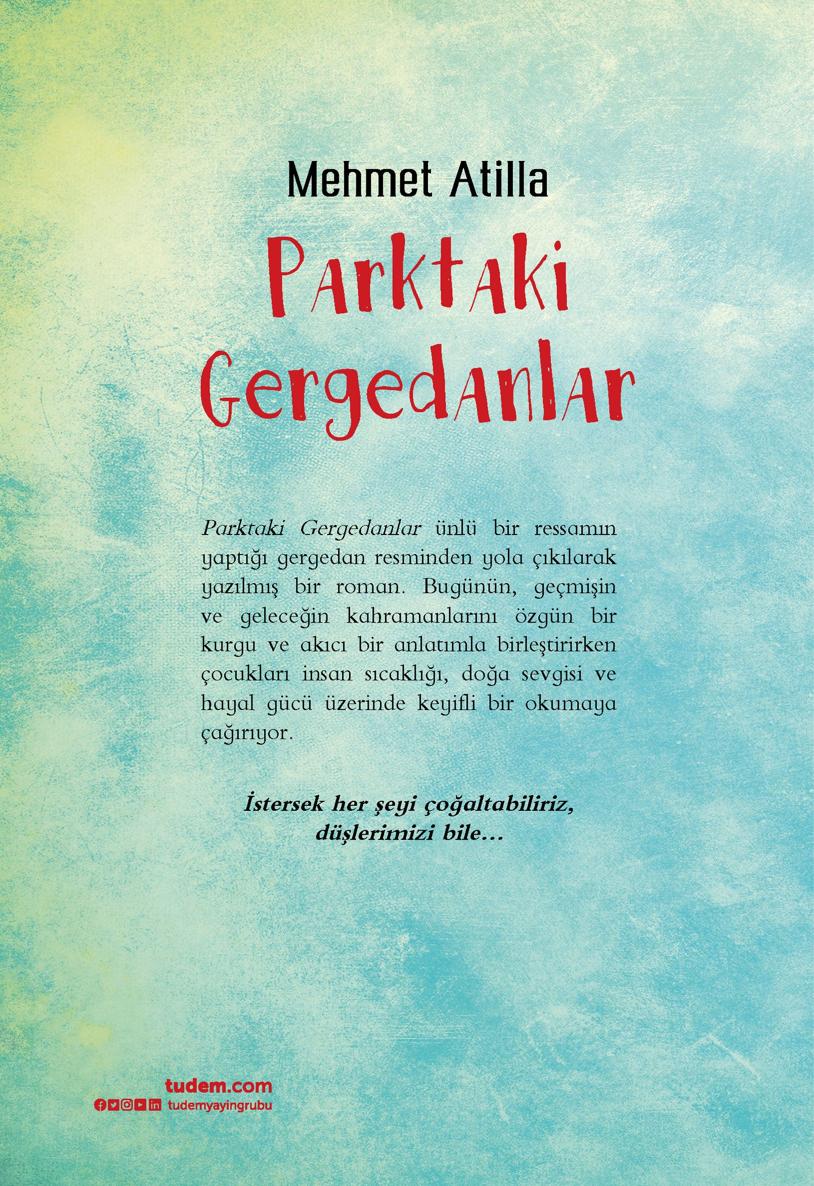 Mehmet Atilla
Parktaki
Gergedanlar
Parktaki Gergedanlar ünlü bir ressamın
yaptığı gergedan resminden yola çıkılarak
yazılmış bir roman. Bugünün, geçmişin
ve geleceğin kahramanlarını özgün bir
kurgu ve akıcı bir anlatımla birleştirirken
çocukları insan sıcaklığı, doğa sevgisi ve
hayal gücü üzerinde keyifli bir okumaya
çağırıyor.
İstersek her şeyi çoğaltabiliriz,
düşlerimizi bile...
tudem.com
tudemyayingrubu